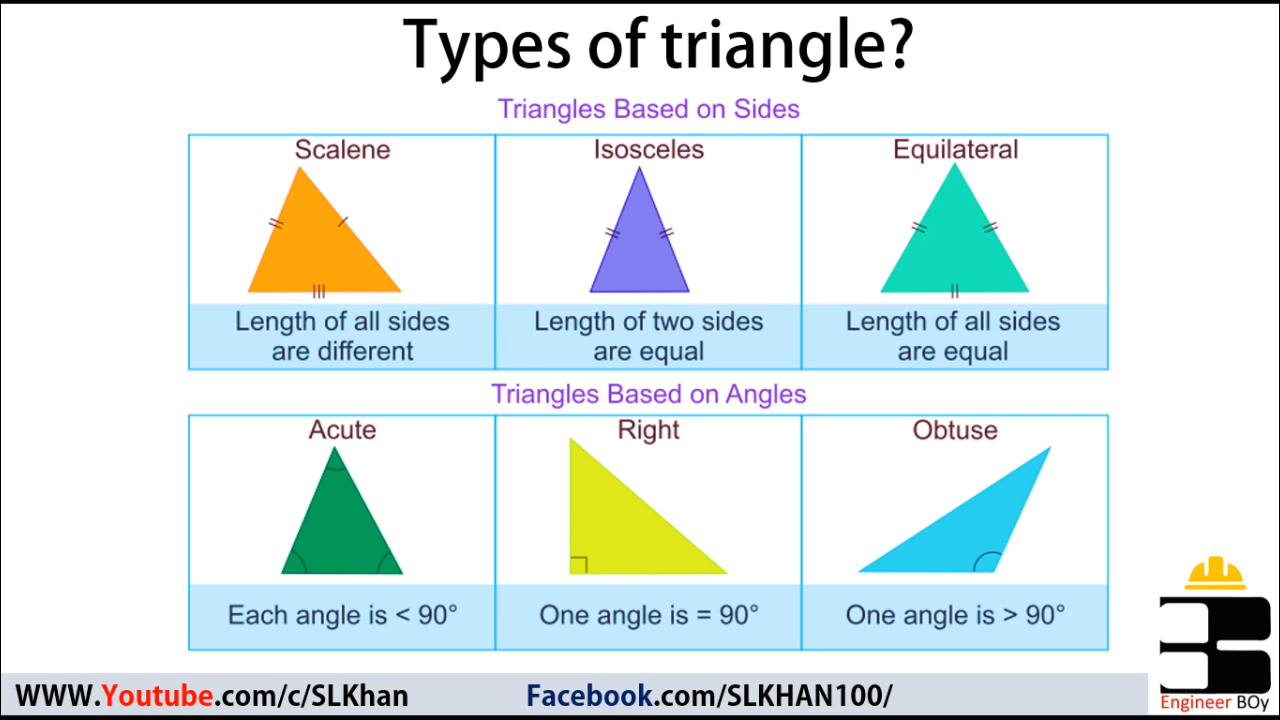 Types of triangle?
Triangles Based on Sides
Scalene
Isosceles
Equilateral
Length of all sides
are different
Length of two sides
are equal
Length of all sides
are equal
Triangles Based on Angles
Acute
Right
Obtuse
Each angle is < 90°
One angle is = 90°
One angle is > 90°
WWW.Youtube.com/c/SLKhan
Facebook.com/SLKHAN100/
Engineer BOy